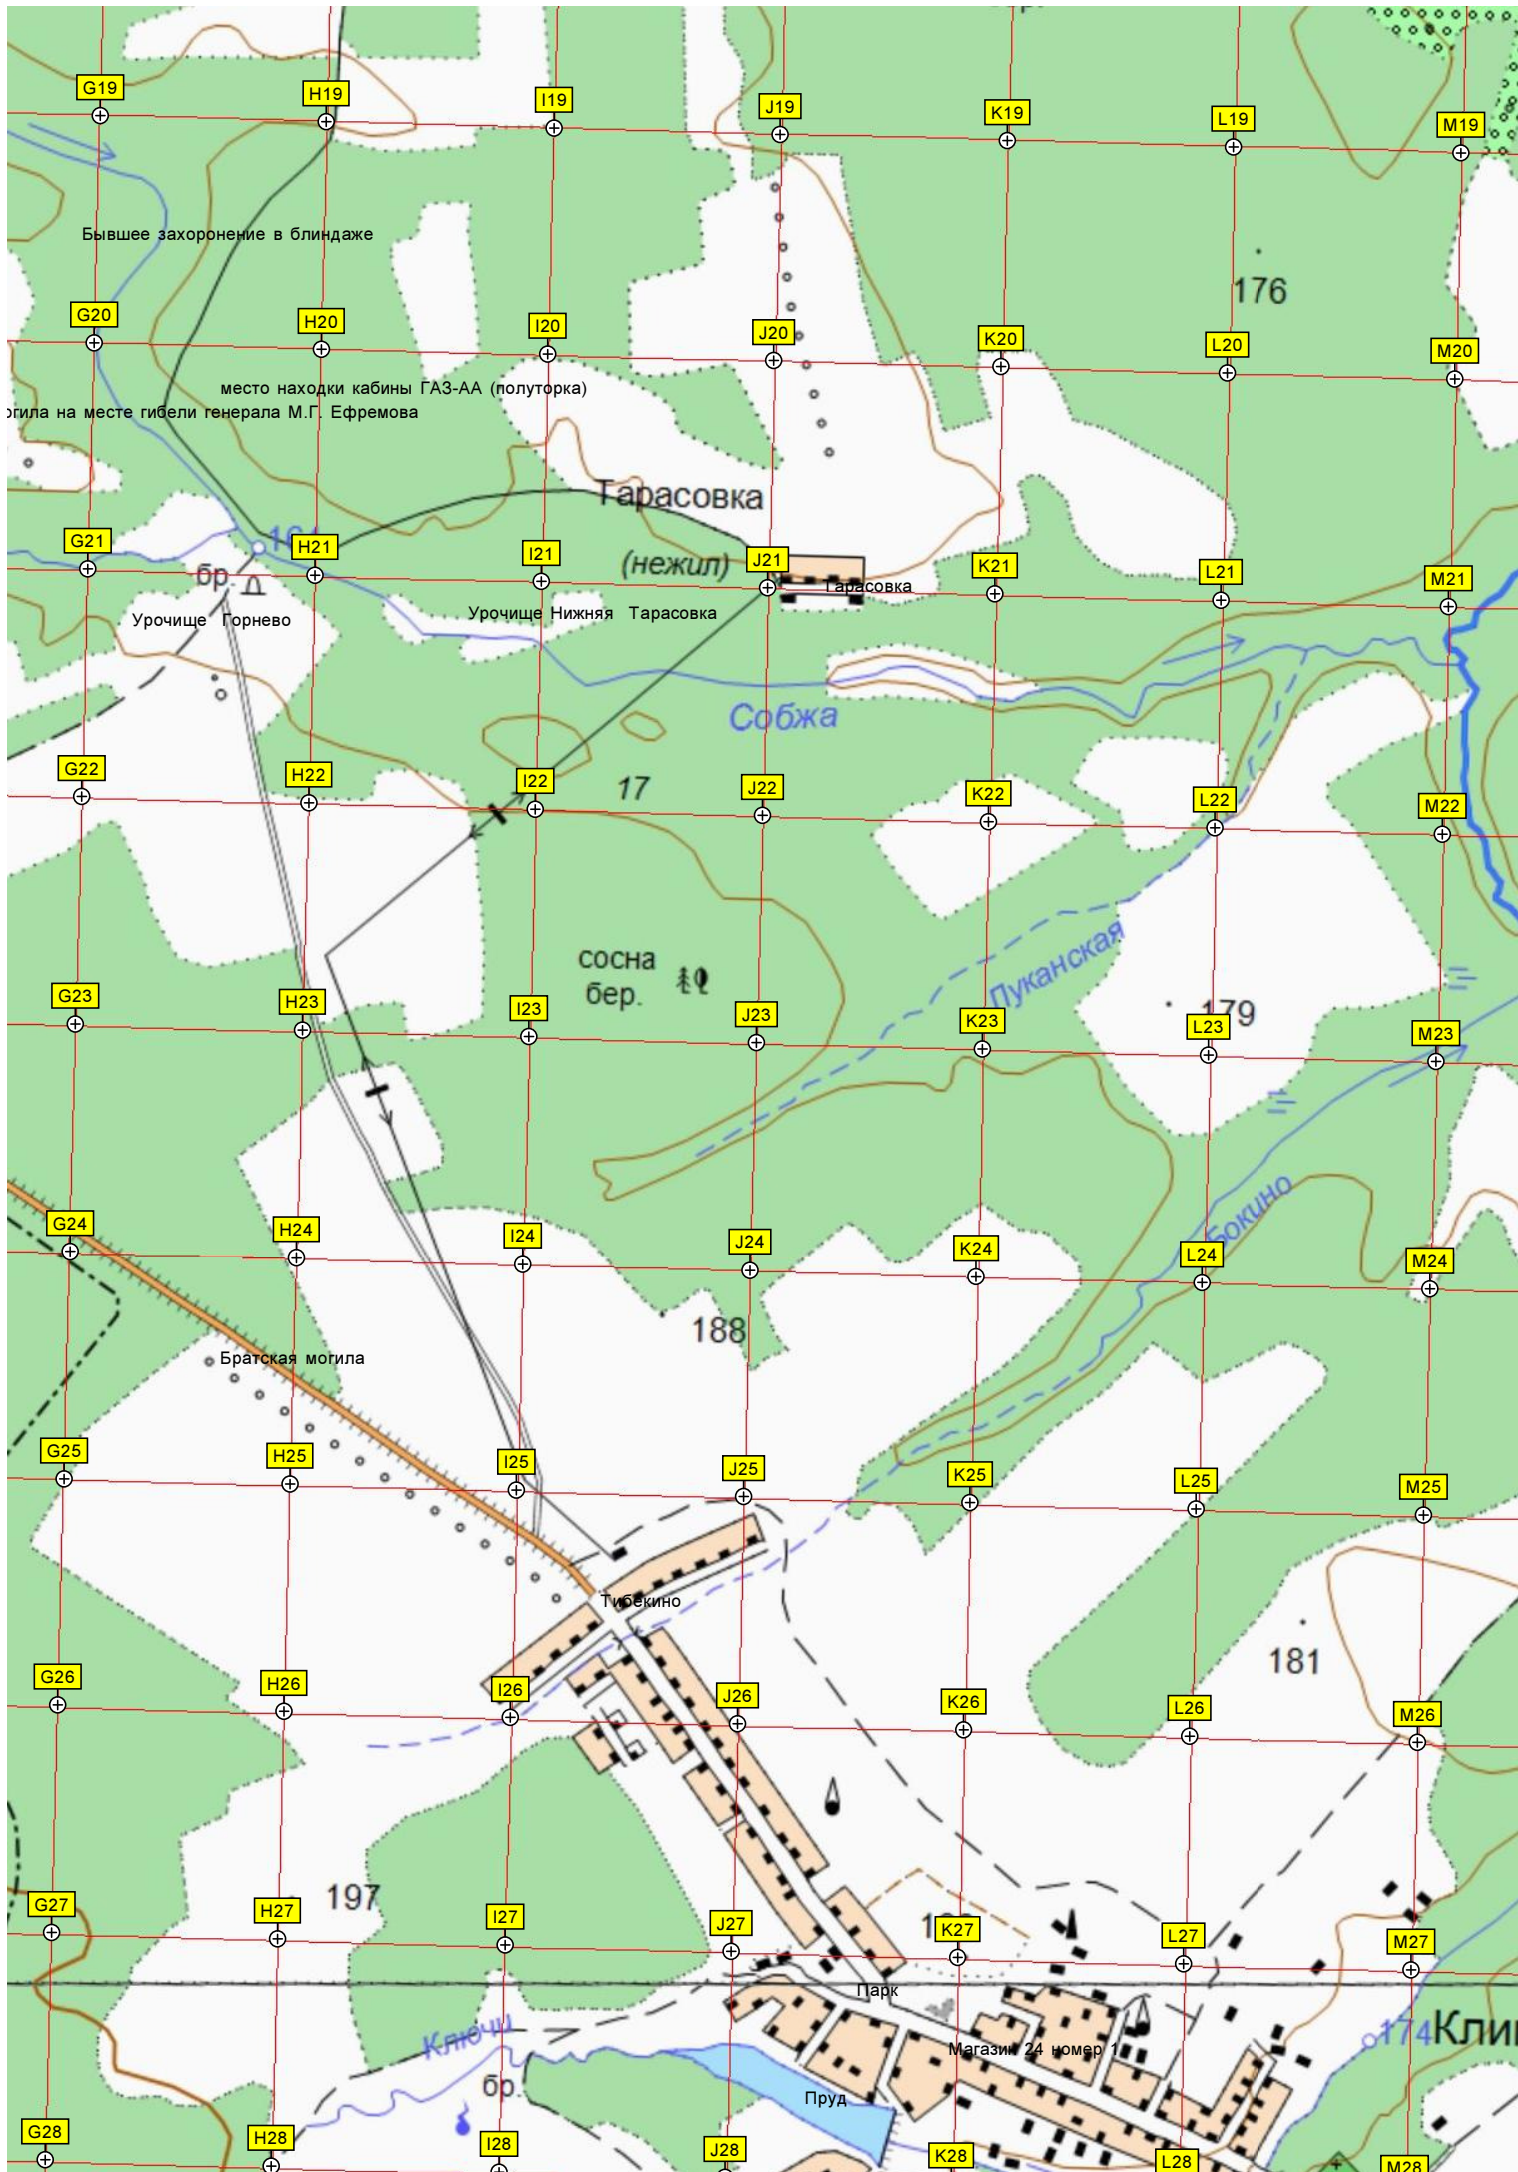 G19
H19
I19
J19
K19
L19
M19
Бывшее захоронение в блиндаже
176
G20
H20
I20
J20
K20
L20
M20
место находки кабины ГАЗ-АА (полуторка)
огила на месте гибели генерала М.Г. Ефремова
Тарасовка
(нежил)
G21
H21
I21
J21
K21
L21
M21
бр.
Тарасовка
Урочище Горнево
Урочище Нижняя Тарасовка
Собжа
G22
H22
I22
17
J22
K22
L22
M22
сосна
бер.
Пуканская
G23
H23
I23
J23
K23
L23
179
M23
Бокино
G24
H24
I24
J24
K24
L24
M24
188
Братская могила
G25
H25
I25
J25
K25
L25
M25
Тибекино
181
G26
H26
I26
J26
K26
L26
M26
197
G27
H27
I27
J27
K27
L27
M27
Парк
Ключи
174
Кли
Магазин 24 номер 1
бр.
Пруд
G28
H28
I28
J28
K28
L28
M28